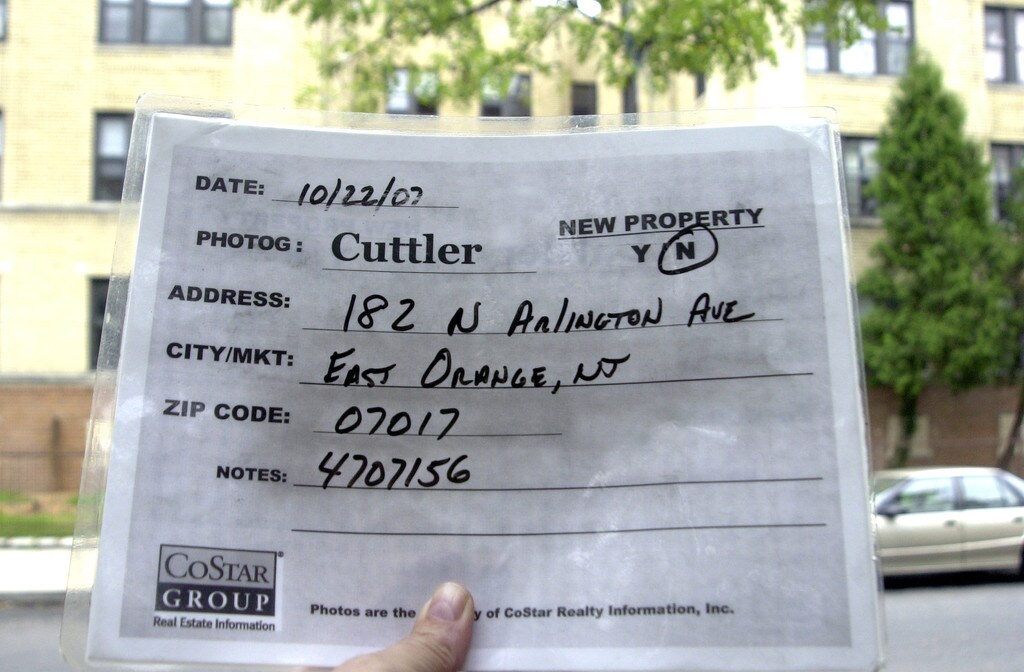 DATE: 10/22/07
NEW PROPERTY
PHOTOG: Cuttler
Y N
ADDRESS: 182 N Arlington Ave
CITY/MKT: East Orange, NJ
ZIP CODE: 07017
NOTES: 4707156
COSTAR®
GROUP
Real Estate Information
Photos are the y of CoStar Realty Information, Inc.